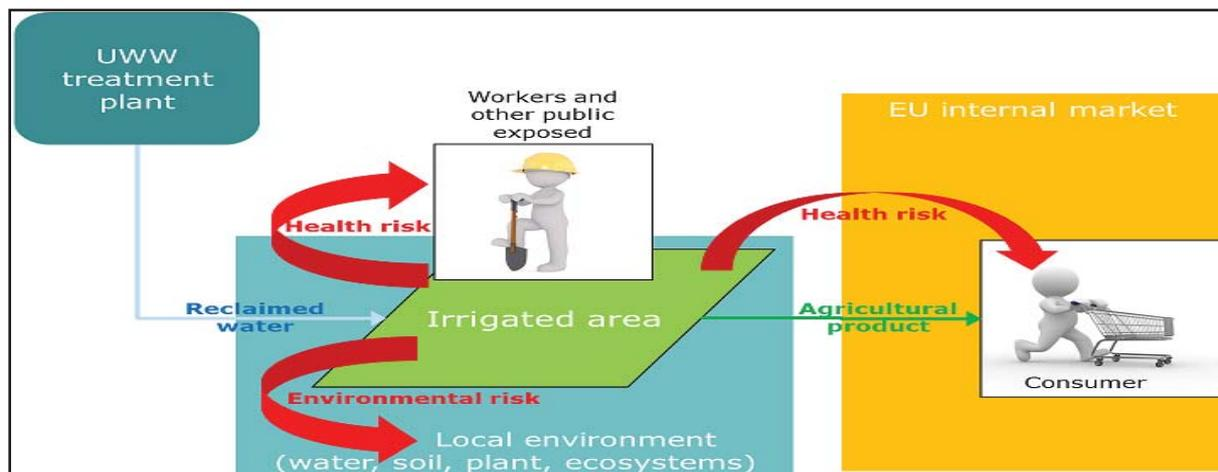 UWW
treatment
plant
Workers and
other public
exposed
EU internal market
Health risk
Health risk
Reclaimed
water
Irrigated area
Agricultural
product
Consumer
Environmental risk
Local environment
(water, soil, plant, ecosystems)